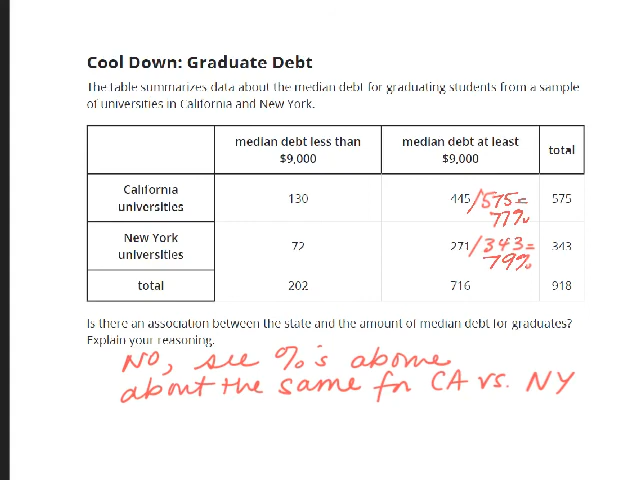 Cool Down: Graduate Debt
The table summarizes data about the median debt for graduating students from a sample
of universities in California and New York.
median debt less than $9,000 median debt at least $9,000 total
California universities 130 445/575= 77% 575
New York universities 72 271/343= 79% 343
total 202 716 918
Is there an association between the state and the amount of median debt for graduates?
Explain your reasoning.
NO, see %'s above
about the same for CA vs. NY